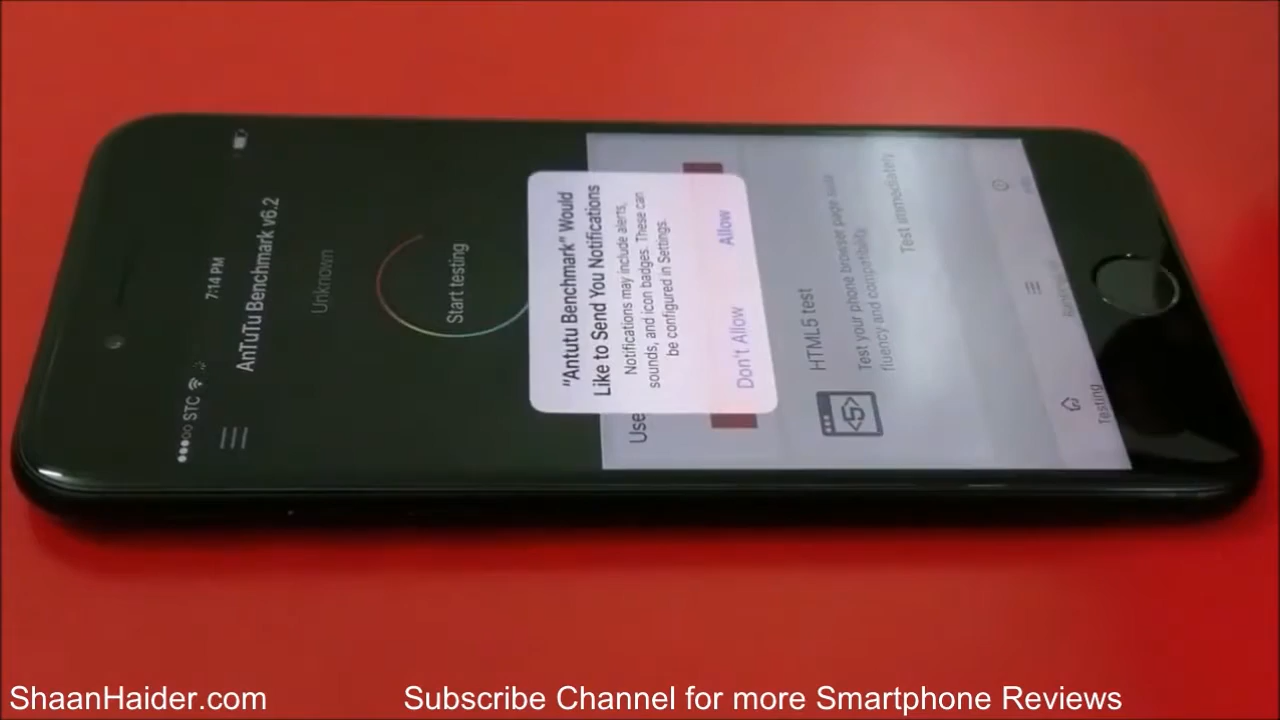 ●●●●○ STC 7:14 PM
AnTuTu Benchmark v6.2
Unknown
Start testing
"Antutu Benchmark" Would
Like to Send You Notifications
Notifications may include alerts,
sounds, and icon badges. These can
be configured in Settings.
Don't Allow Allow
Use
HTML5 test
Test your phone browser page
fluency and compatibility.
Test immediately
5
Testing
ShaanHaider.com
Subscribe Channel for more Smartphone Reviews